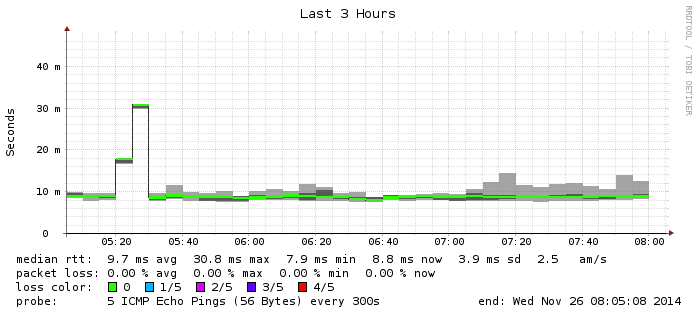 Last 3 Hours
RRDTOOL / TOBI OETIKER
Seconds
40 m
30 m
20 m
10 m
0
05:20 05:40 06:00 06:20 06:40 07:00 07:20 07:40 08:00
median rtt: 9.7 ms avg 30.8 ms max 7.9 ms min 8.8 ms now 3.9 ms sd 2.5 am/s
packet loss: 0.00 % avg 0.00 % max 0.00 % min 0.00 % now
loss color: 0 1/5 2/5 3/5 4/5
probe: 5 ICMP Echo Pings (56 Bytes) every 300s end: Wed Nov 26 08:05:08 2014